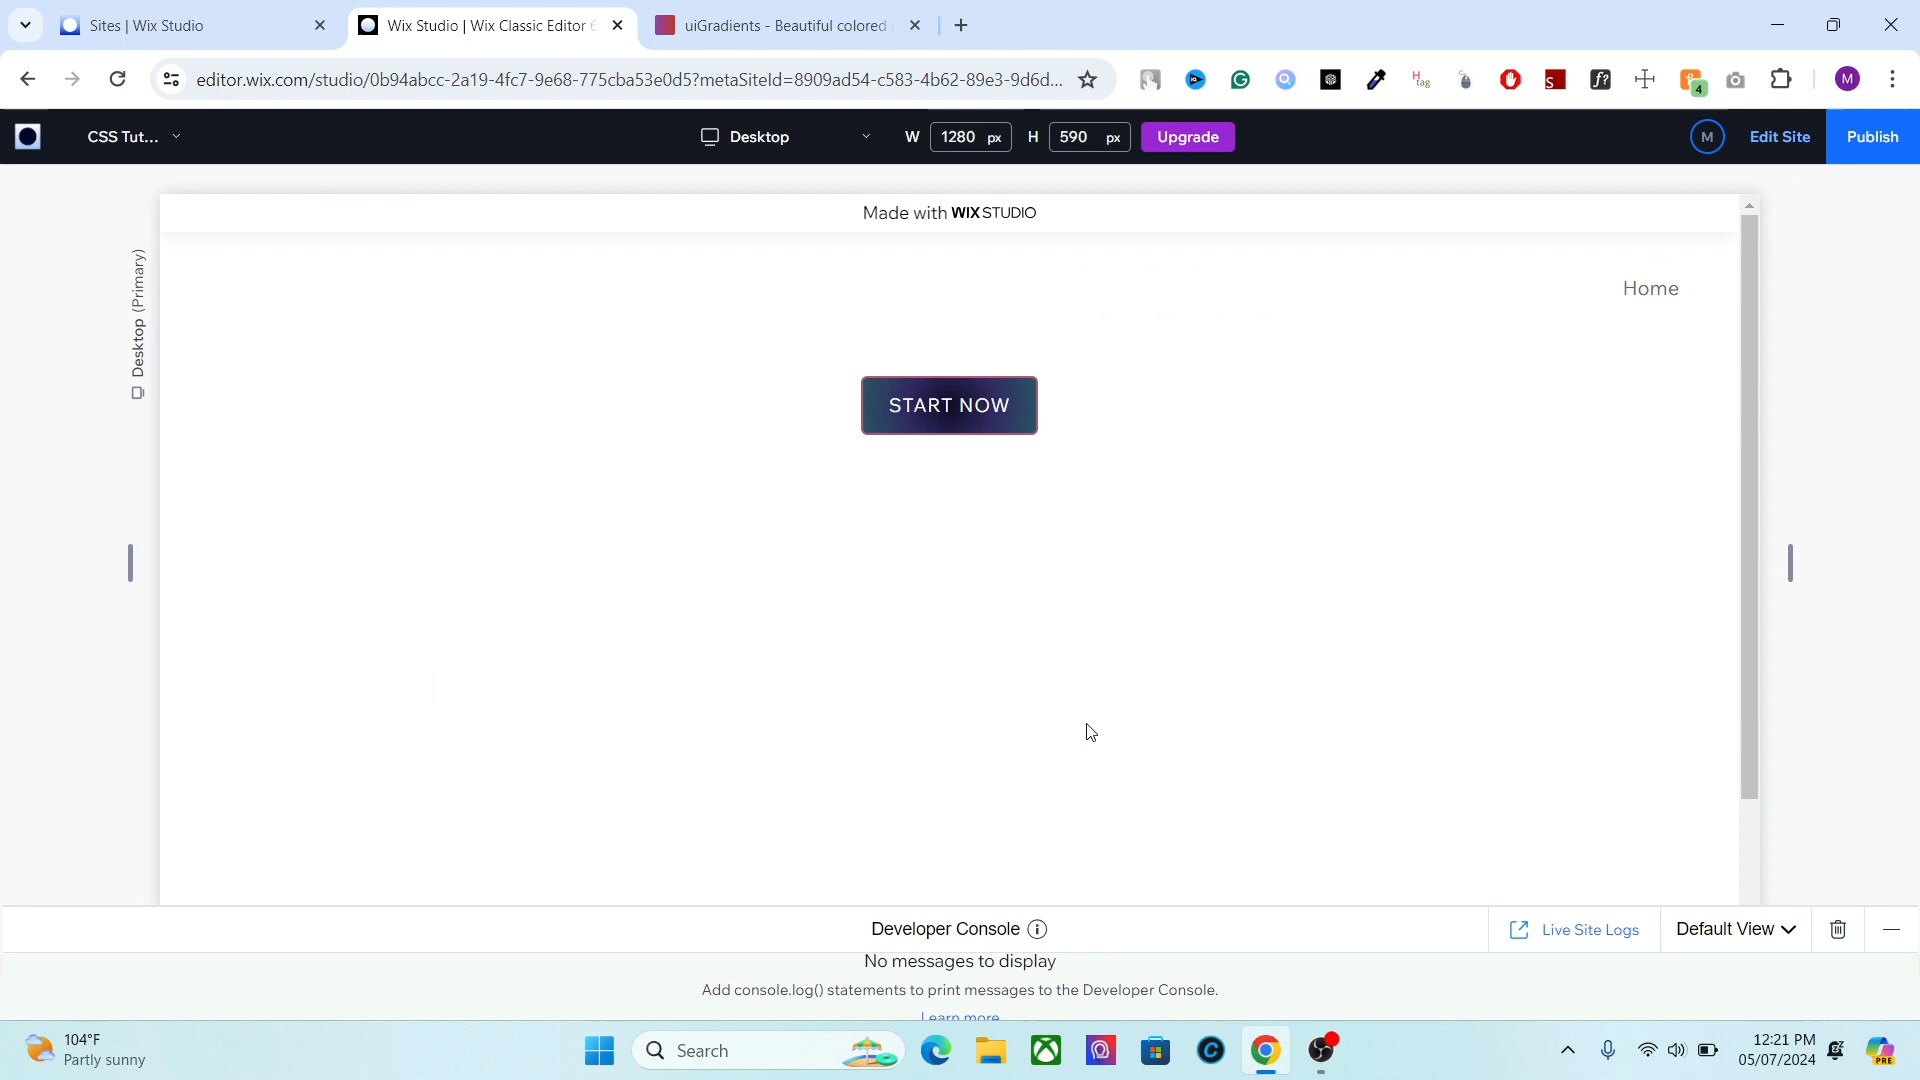 Sites | Wix Studio
Wix Studio | Wix Classic Editor
uiGradients - Beautiful colored
editor.wix.com/studio/0b94abcc-2a19-4fc7-9e68-775cba53e0d5?metaSiteId=8909ad54-c583-4b62-89e3-9d6d...
H
tag
S
f?
4
M
CSS Tut...
Desktop
W 1280 px
H 590 px
Upgrade
M
Edit Site
Publish
Made with WIX STUDIO
Desktop (Primary)
Home
START NOW
Developer Console
Live Site Logs
Default View
No messages to display
Add console.log() statements to print messages to the Developer Console.
Learn more
104°F
Partly sunny
Search
12:21 PM
05/07/2024
PRE